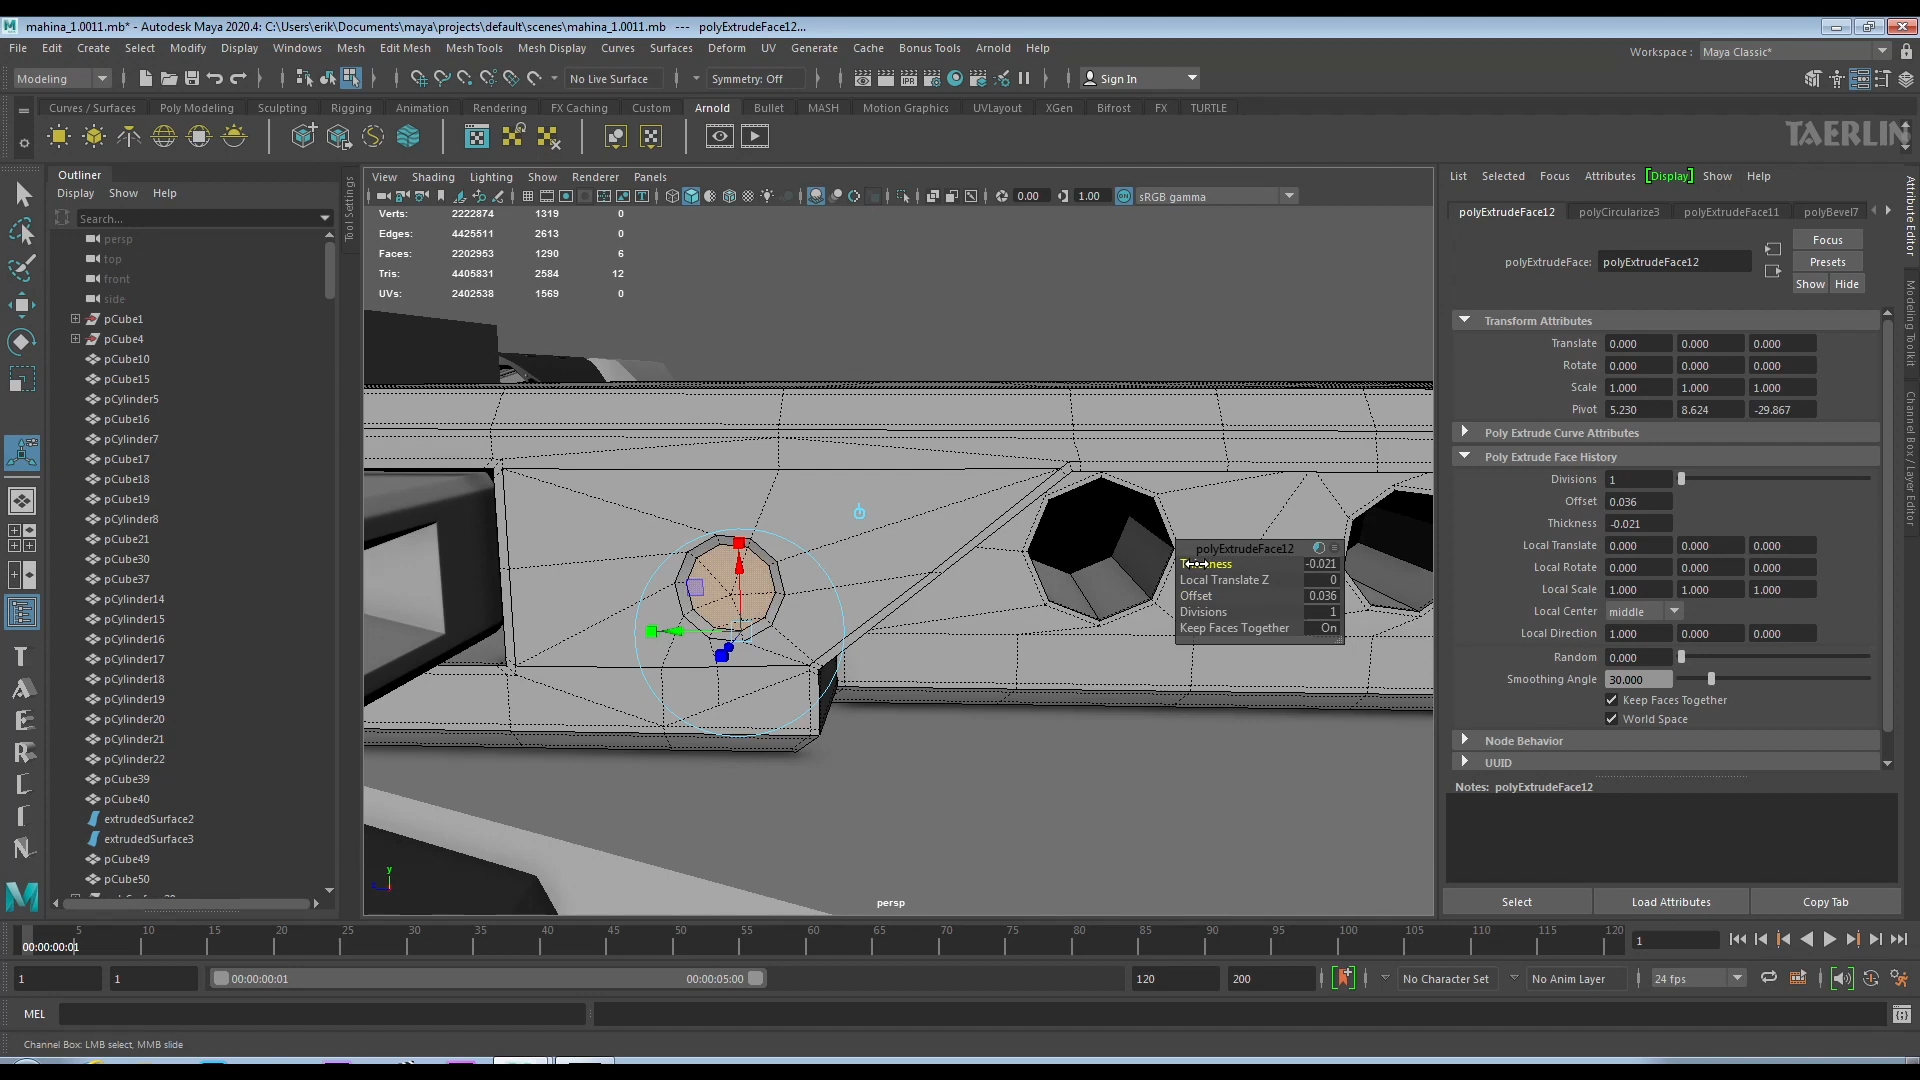 mahina_1.0011.mb* - Autodesk Maya 2020.4: C:\Users\erik\Documents\maya\projects\default\scenes\mahina_1.0011.mb --- polyExtrudeFace12...
File Edit Create Select Modify Display Windows Mesh Edit Mesh Mesh Tools Mesh Display Curves Surfaces Deform UV Generate Cache Bonus Tools Arnold Help
Workspace : Maya Classic*
Modeling No Live Surface Symmetry: Off Sign In
Curves / Surfaces Poly Modeling Sculpting Rigging Animation Rendering FX Caching Custom Arnold Bullet MASH Motion Graphics UVLayout XGen Bifrost FX TURTLE
TAERLIN
Outliner
Display Show Help
Search...
persp
top
front
side
pCube1
pCube4
pCube10
pCube15
pCylinder5
pCube16
pCylinder7
pCube17
pCube18
pCube19
pCylinder8
pCube21
pCube30
pCube37
pCylinder14
pCylinder15
pCylinder16
pCylinder17
pCylinder18
pCylinder19
pCylinder20
pCylinder21
pCylinder22
pCube39
pCube40
extrudedSurface2
extrudedSurface3
pCube49
pCube50
Tool Settings
View Shading Lighting Show Renderer Panels
0.00 1.00 sRGB gamma
Verts: 2222874 1319 0
Edges: 4425511 2613 0
Faces: 2202953 1290 6
Tris: 4405831 2584 12
UVs: 2402538 1569 0
polyExtrudeFace12
Thickness -0.021
Local Translate Z 0
Offset 0.036
Divisions 1
Keep Faces Together On
y
persp
List Selected Focus Attributes [Display] Show Help
polyExtrudeFace12 polyCircularize3 polyExtrudeFace11 polyBevel7
polyExtrudeFace: polyExtrudeFace12
Focus
Presets
Show Hide
Transform Attributes
Translate 0.000 0.000 0.000
Rotate 0.000 0.000 0.000
Scale 1.000 1.000 1.000
Pivot 5.230 8.624 -29.867
Poly Extrude Curve Attributes
Poly Extrude Face History
Divisions 1
Offset 0.036
Thickness -0.021
Local Translate 0.000 0.000 0.000
Local Rotate 0.000 0.000 0.000
Local Scale 1.000 1.000 1.000
Local Center middle
Local Direction 1.000 0.000 0.000
Random 0.000
Smoothing Angle 30.000
Keep Faces Together
World Space
Node Behavior
UUID
Notes: polyExtrudeFace12
Select Load Attributes Copy Tab
Attribute Editor
Modeling Toolkit
Channel Box / Layer Editor
5 10 15 20 25 30 35 40 45 50 55 60 65 70 75 80 85 90 95 100 105 110 115 120
00:00:00:01
1
1 1 00:00:00:01 00:00:05:00 120 200 No Character Set No Anim Layer 24 fps
MEL
Channel Box: LMB select, MMB slide